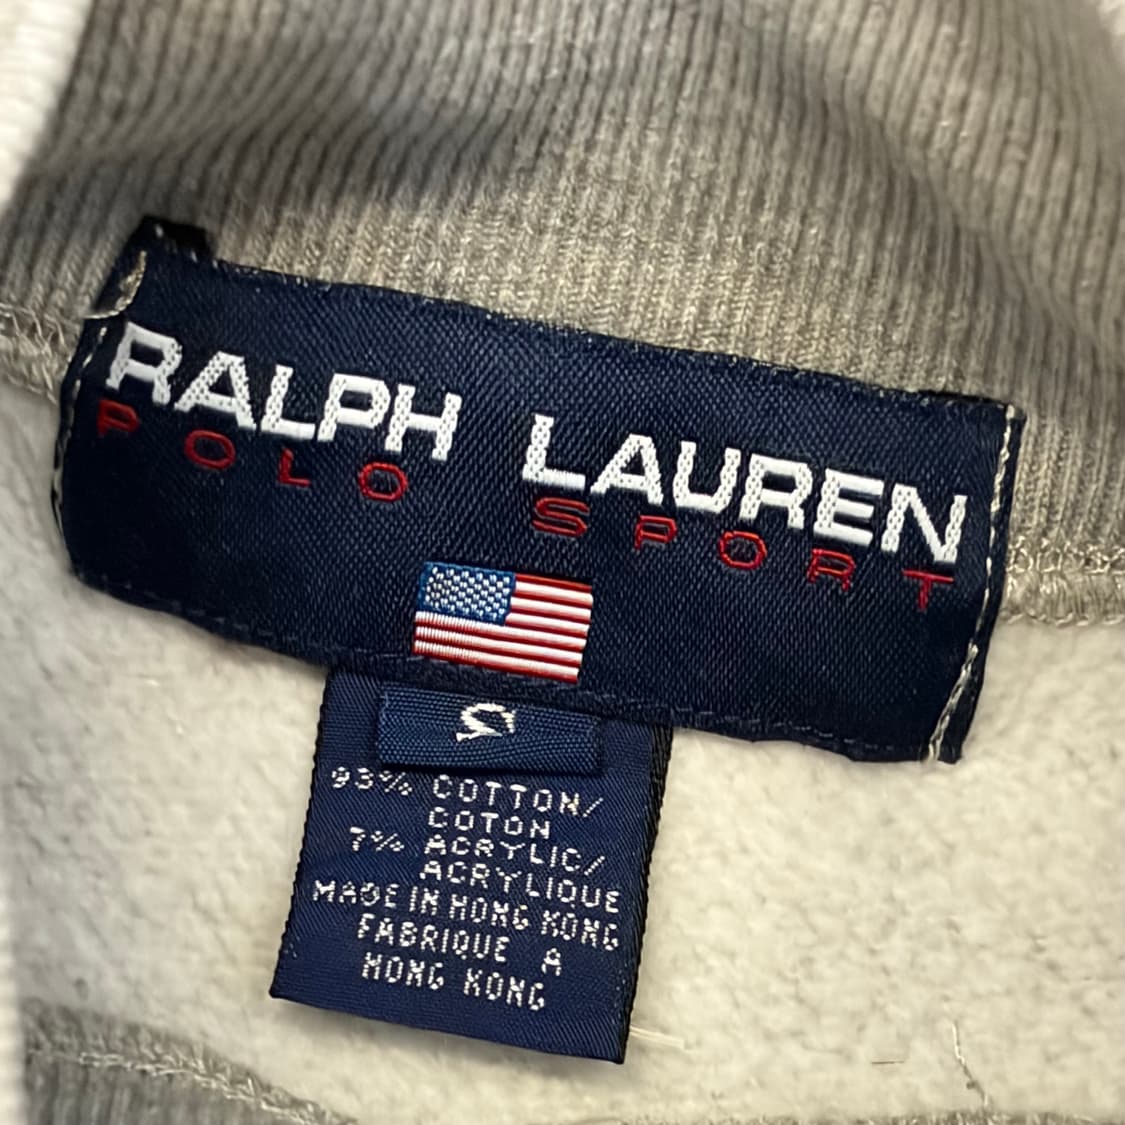 RALPH LAUREN
POLO SPORT
S
93% COTTON/
COTON
7% ACRYLIC/
ACRYLIQUE
MADE IN HONG KONG
FABRIQUE A
HONG KONG